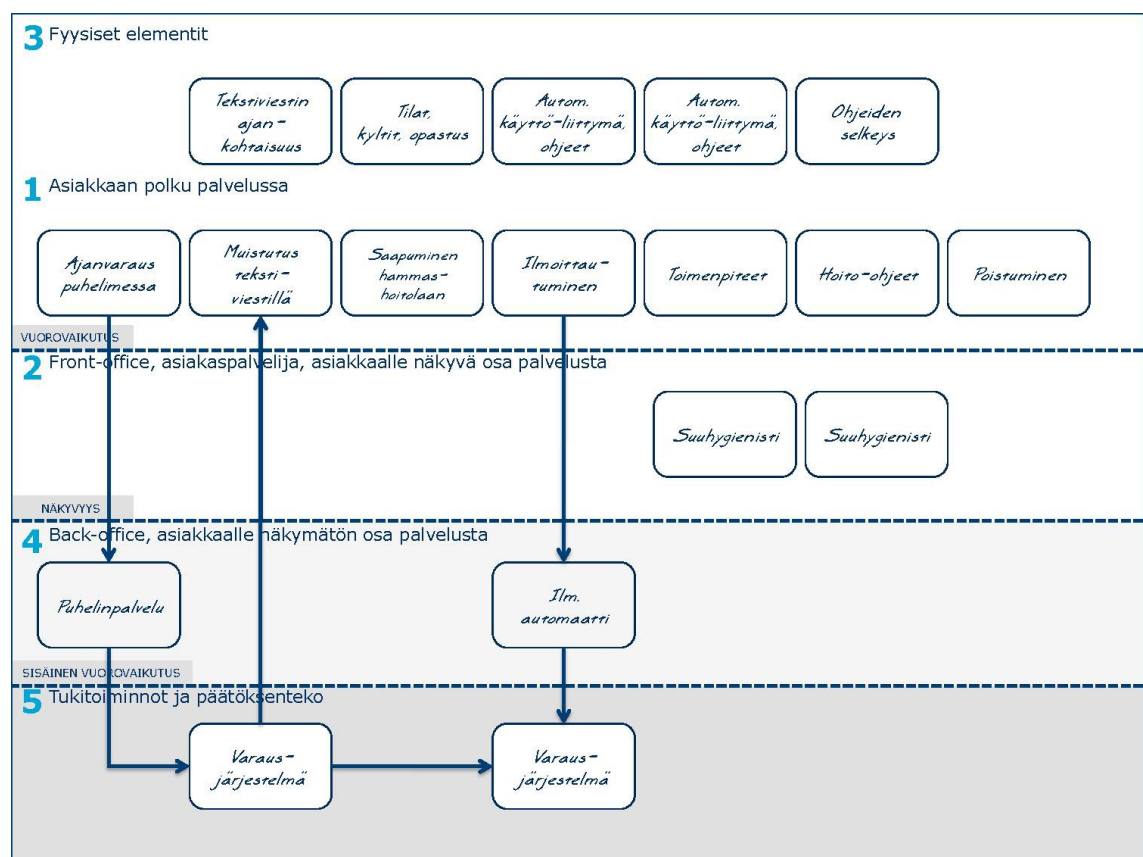 3 Fyysiset elementit
Tekstiviestin
ajan-
kohtaisuus
Tilat,
kyltit, opastus
Autom.
käyttö-liittymä,
ohjeet
Autom.
käyttö-liittymä,
ohjeet
Ohjeiden
selkeys
1 Asiakkaan polku palvelussa
Ajanvaraus
puhelimessa
Muistutus
teksti-
viestillä
Saapuminen
hammas-
hoitolaan
Ilmoittau-
tuminen
Toimenpiteet
Hoito-ohjeet
Poistuminen
VUOROVAIKUTUS
2 Front-office, asiakaspalvelija, asiakkaalle näkyvä osa palvelusta
Suuhygienisti
Suuhygienisti
NÄKYVYYS
4 Back-office, asiakkaalle näkymätön osa palvelusta
Puhelinpalvelu
Ilm.
automaatti
SISÄINEN VUOROVAIKUTUS
5 Tukitoiminnot ja päätöksenteko
Varaus-
järjestelmä
Varaus-
järjestelmä